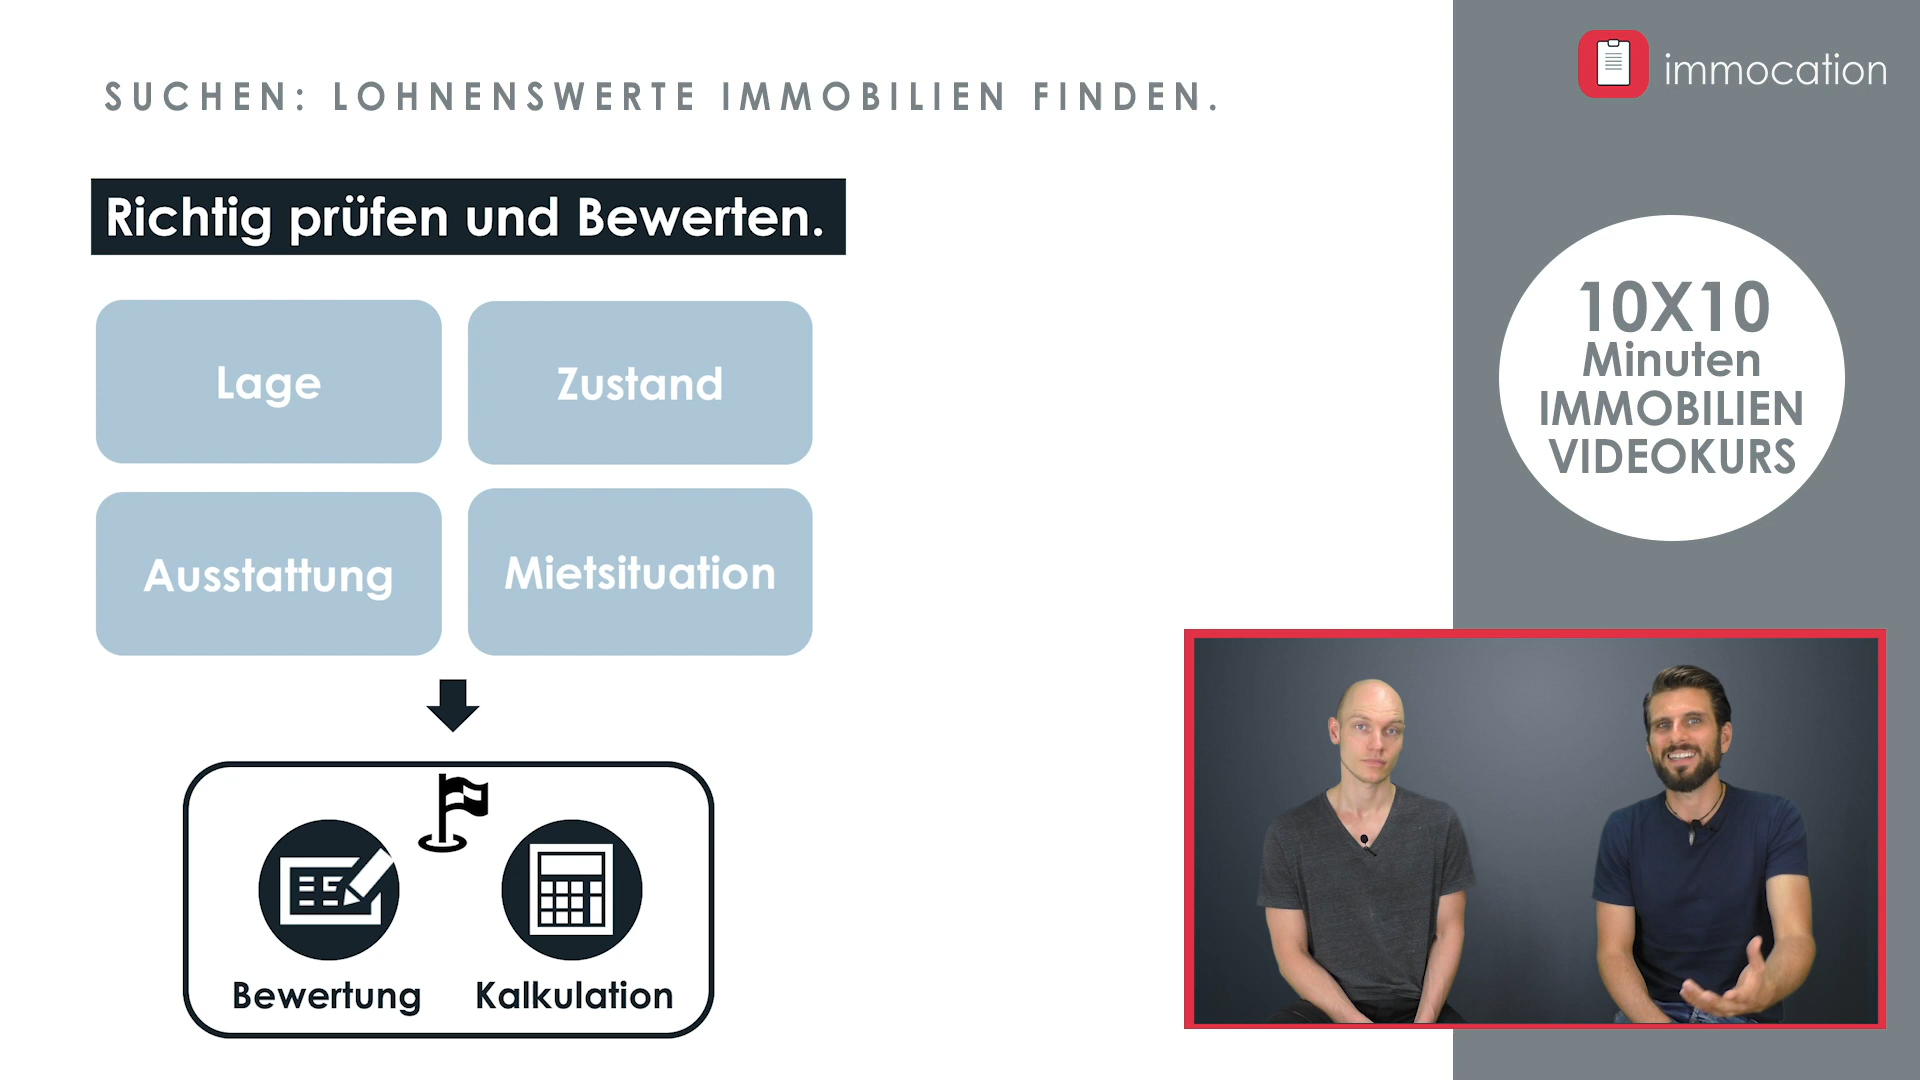 SUCHEN: LOHNENSWERTE IMMOBILIEN FINDEN.
immocation
Richtig prüfen und Bewerten.
Lage
Zustand
Ausstattung
Mietsituation
Bewertung
Kalkulation
10X10
Minuten
IMMOBILIEN
VIDEOKURS